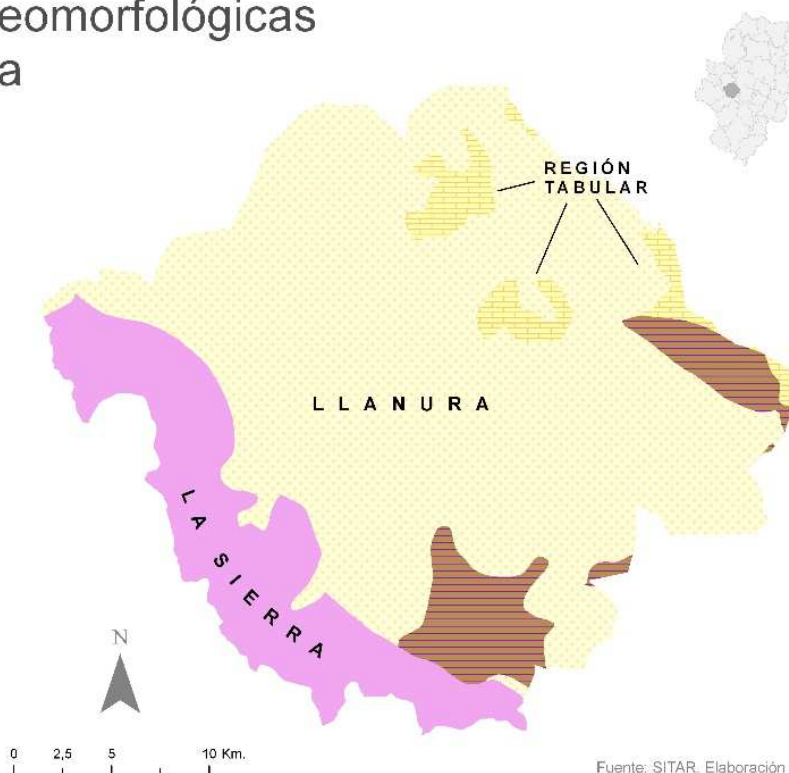 eomorfológicas
a
REGIÓN
TABULAR
LLANURA
LA SIERRA
N
0 2,5 5 10 Km.
Fuente: SITAR. Elaboración